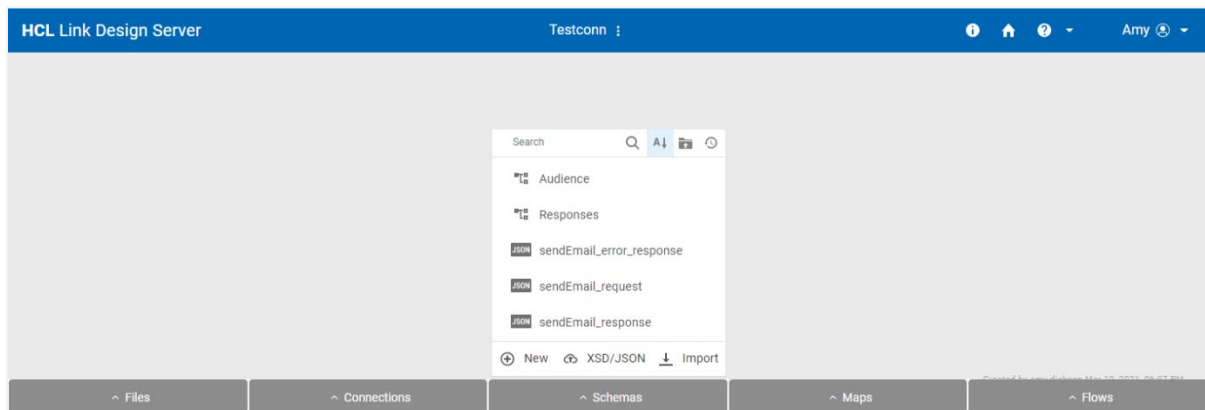 HCL Link Design Server
Testconn
Amy
Search
Audience
Responses
JSON sendEmail_error_response
JSON sendEmail_request
JSON sendEmail_response
New XSD/JSON Import
Files Connections Schemas Maps Flows